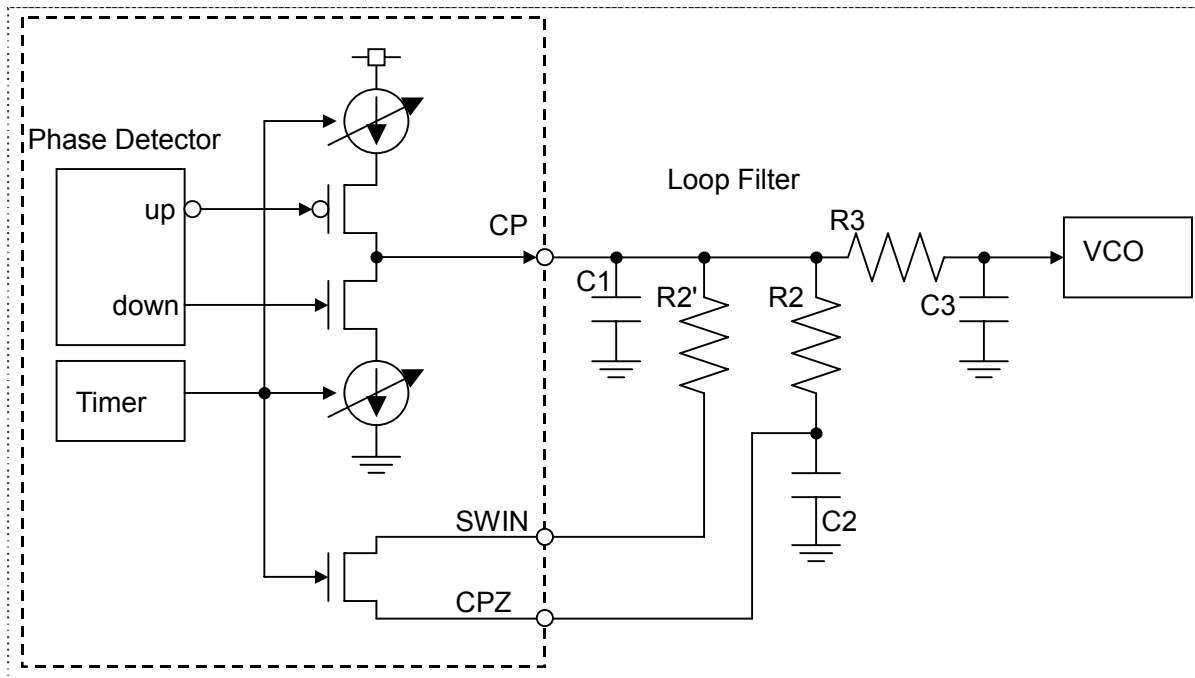 Phase Detector
up
down
Timer
CP
Loop Filter
C1
R2'
R2
R3
C3
VCO
C2
SWIN
CPZ